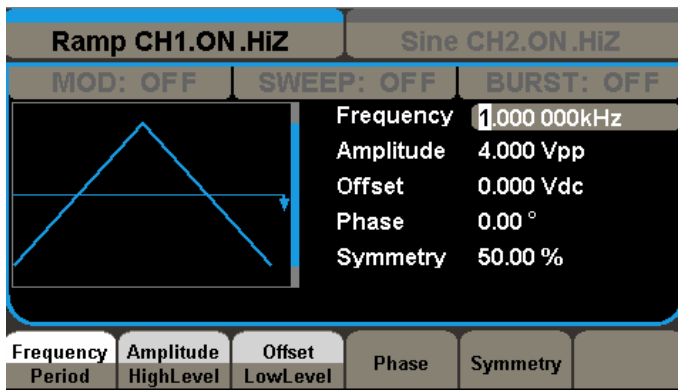 Ramp CH1.ON.HiZ
Sine CH2.ON.HiZ
MOD: OFF
SWEEP: OFF
BURST: OFF
Frequency 1.000 000kHz
Amplitude 4.000 Vpp
Offset 0.000 Vdc
Phase 0.00 °
Symmetry 50.00 %
Frequency
Period
Amplitude
HighLevel
Offset
LowLevel
Phase
Symmetry